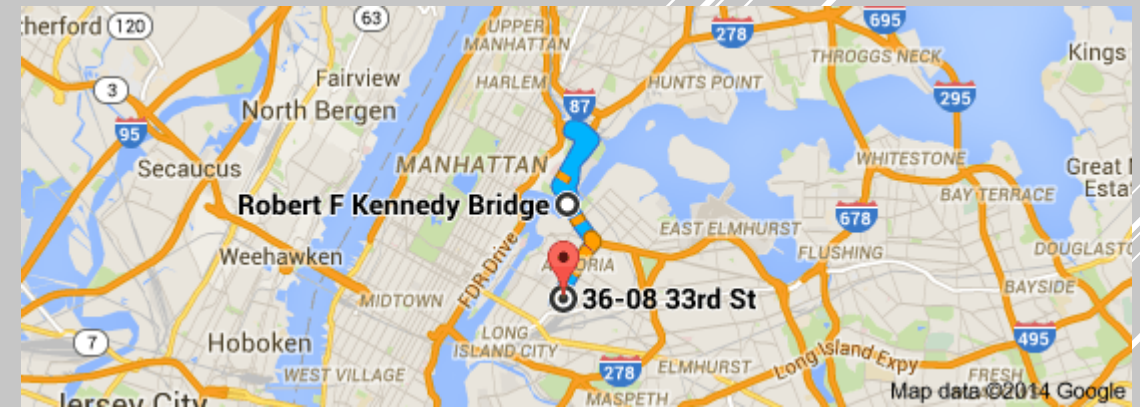 therford
120
63
UPPER
MANHATTAN
278
695
THROGGS NECK
Kings
3
Fairview
HARLEM
87
HUNTS POINT
295
North Bergen
95
Secaucus
MANHATTAN
WHITESTONE
Great
Esta
BAY TERRACE
Robert F Kennedy Bridge
678
EAST ELMHURST
FLUSHING
DOUGLASTO
Weehawken
FDR Drive
ASTORIA
BAYSIDE
MIDTOWN
36-08 33rd St
7
Hoboken
LONG
ISLAND CITY
495
WEST VILLAGE
278
ELMHURST
Long Island Expy
FRESH
MASPETH
Jersey City
Map data ©2014 Google